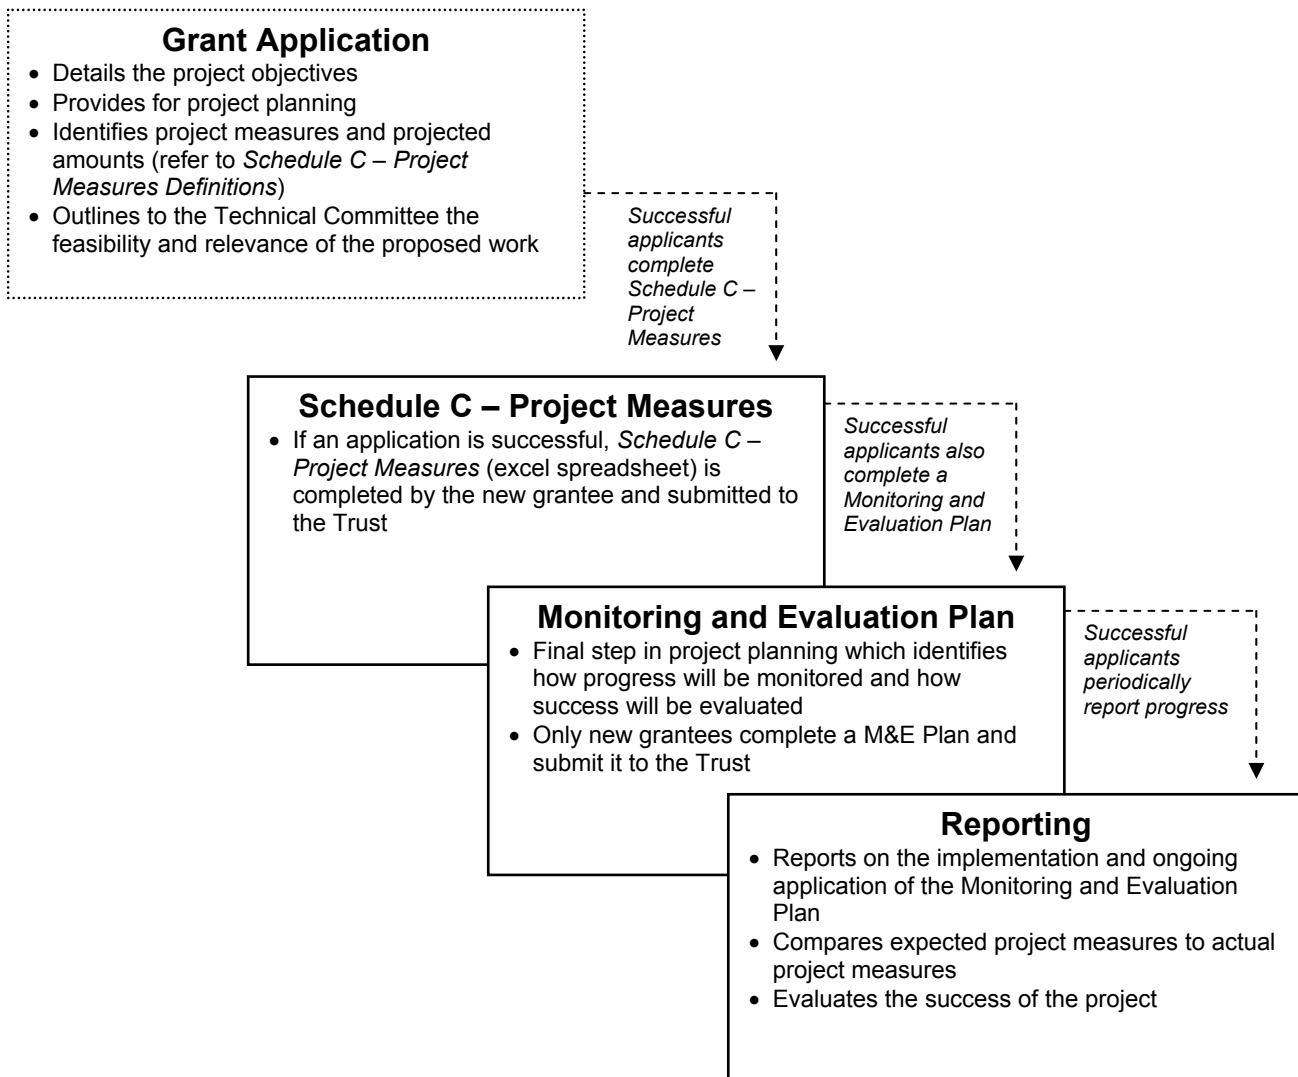 Grant Application
• Details the project objectives
• Provides for project planning
• Identifies project measures and projected
amounts (refer to Schedule C – Project
Measures Definitions)
• Outlines to the Technical Committee the
feasibility and relevance of the proposed work
Successful
applicants
complete
Schedule C –
Project
Measures
Schedule C – Project Measures
• If an application is successful, Schedule C –
Project Measures (excel spreadsheet) is
completed by the new grantee and submitted to
the Trust
Successful
applicants also
complete a
Monitoring and
Evaluation Plan
Monitoring and Evaluation Plan
• Final step in project planning which identifies
how progress will be monitored and how
success will be evaluated
• Only new grantees complete a M&E Plan and
submit it to the Trust
Successful
applicants
periodically
report progress
Reporting
• Reports on the implementation and ongoing
application of the Monitoring and Evaluation
Plan
• Compares expected project measures to actual
project measures
• Evaluates the success of the project